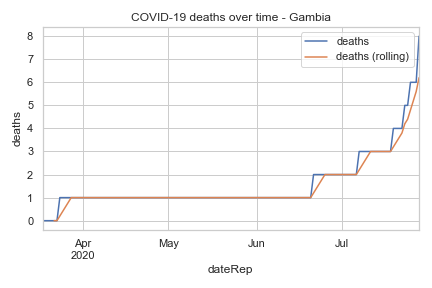 COVID-19 deaths over time - Gambia
deaths
deaths (rolling)
8
7
6
5
4
3
2
1
0
deaths
Apr
2020
May
Jun
Jul
dateRep